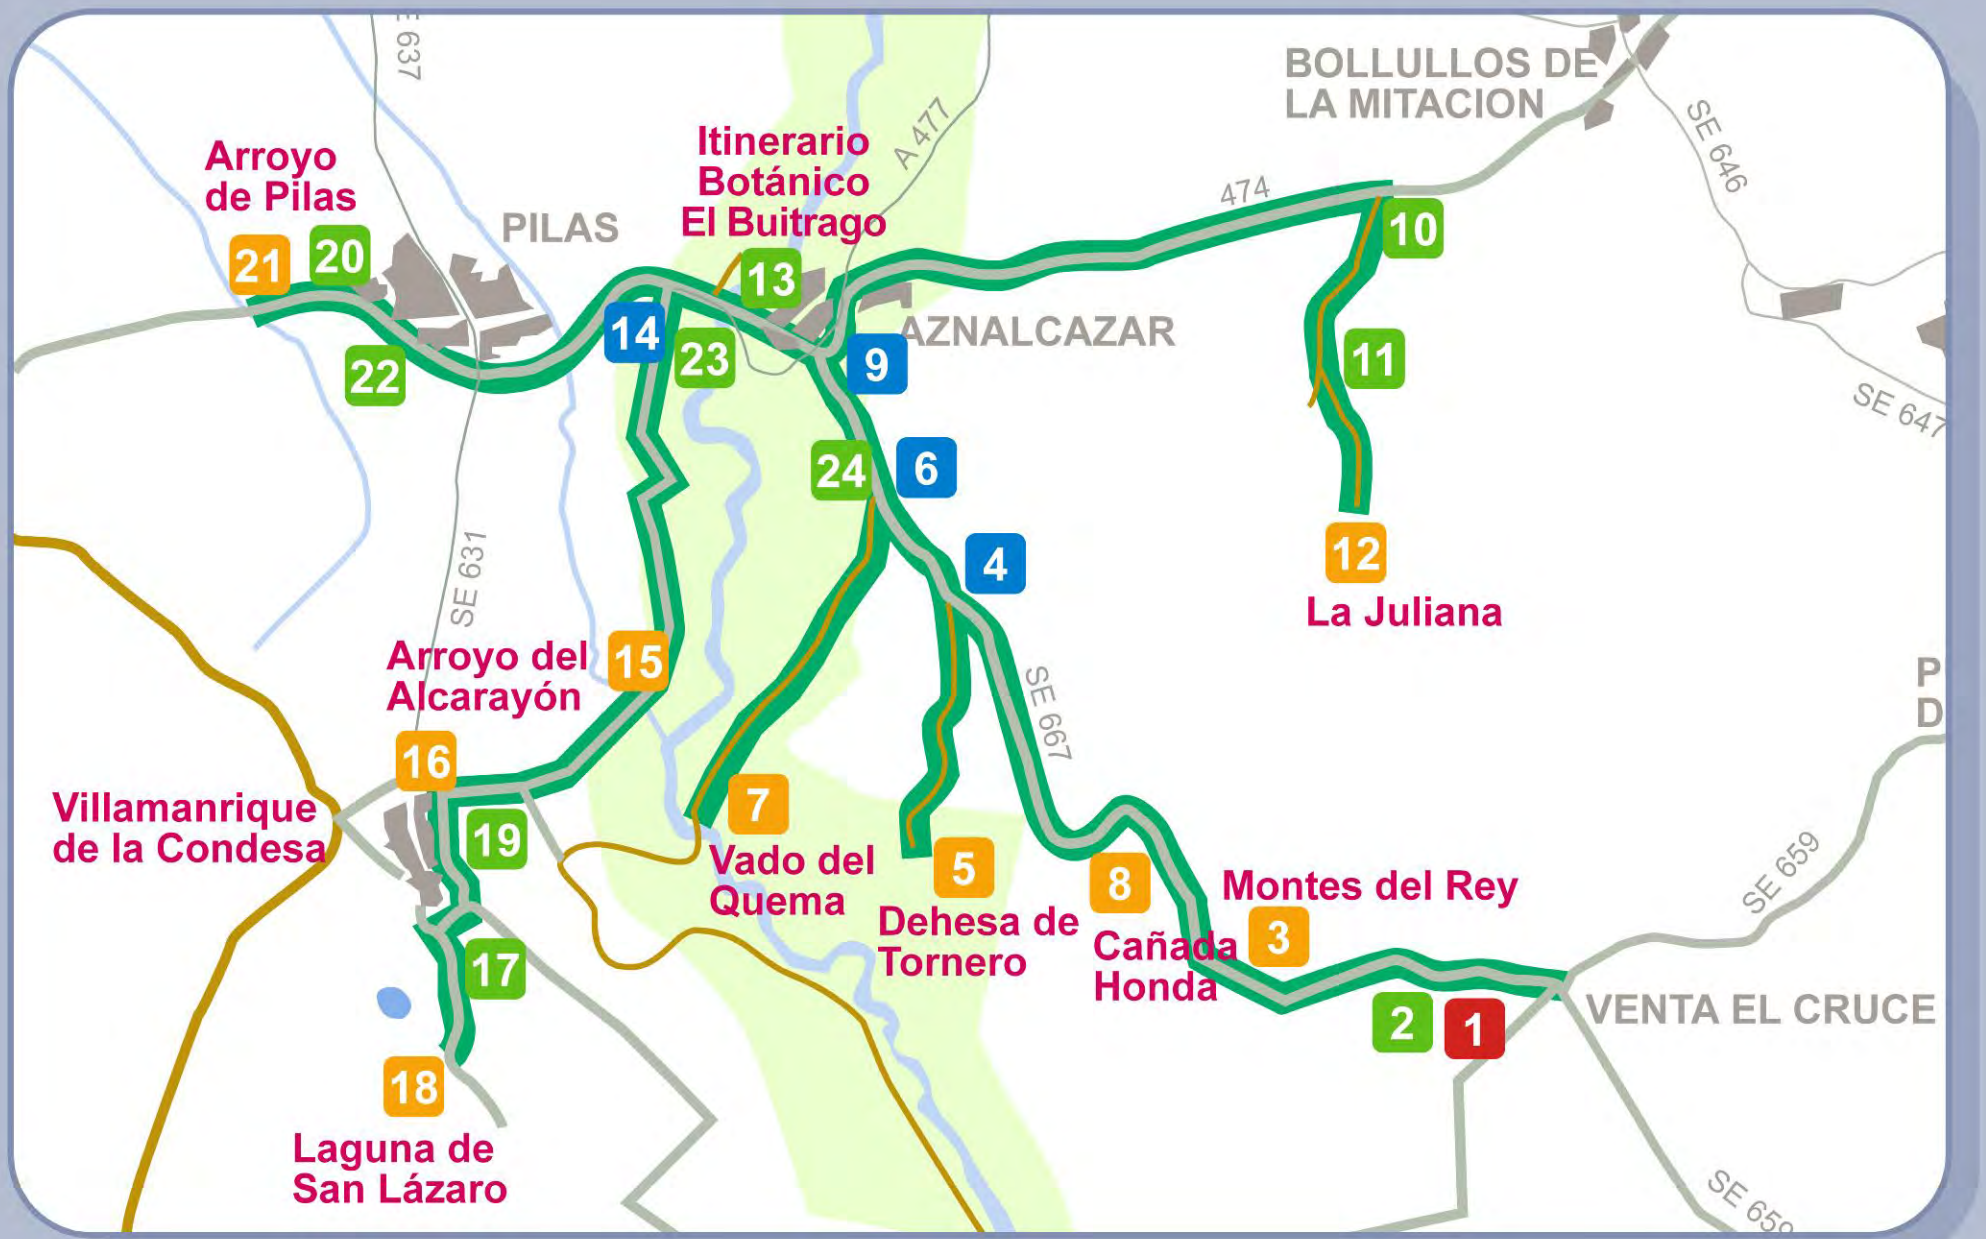 E 637
BOLLULLOS DE
LA MITACION
SE 646
Arroyo
de Pilas
Itinerario
Botánico
El Buitrago
A 477
474
PILAS
21
20
13
10
14
23
9
AZNALCAZAR
11
22
SE 647
24
6
4
12
La Juliana
SE 631
Arroyo del
Alcarayón
15
SE 667
P
D
16
Villamanrique
de la Condesa
19
7
Vado del
Quema
5
Dehesa de
Tornero
8
Cañada
Honda
Montes del Rey
3
SE 659
17
2
1
VENTA EL CRUCE
18
Laguna de
San Lázaro
SE 659